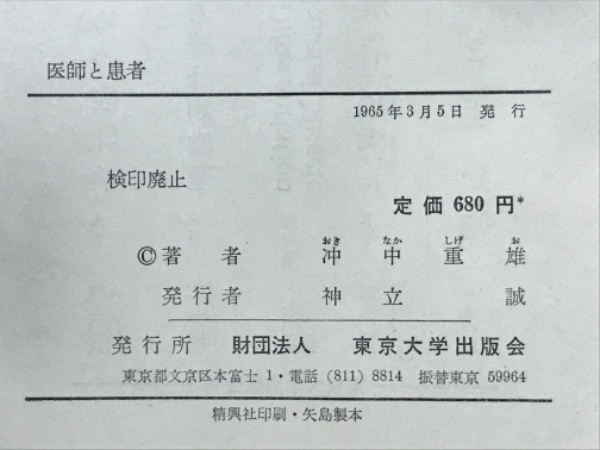 医師と患者
1965年3月5日 発行
検印廃止
定価 680 円*
おき なか しげ お
©著者 冲中重雄
発行者 神立誠
発行所 財団法人 東京大学出版会
東京都文京区本富士 1・電話 (811) 8814 振替東京 59964
精興社印刷・矢島製本